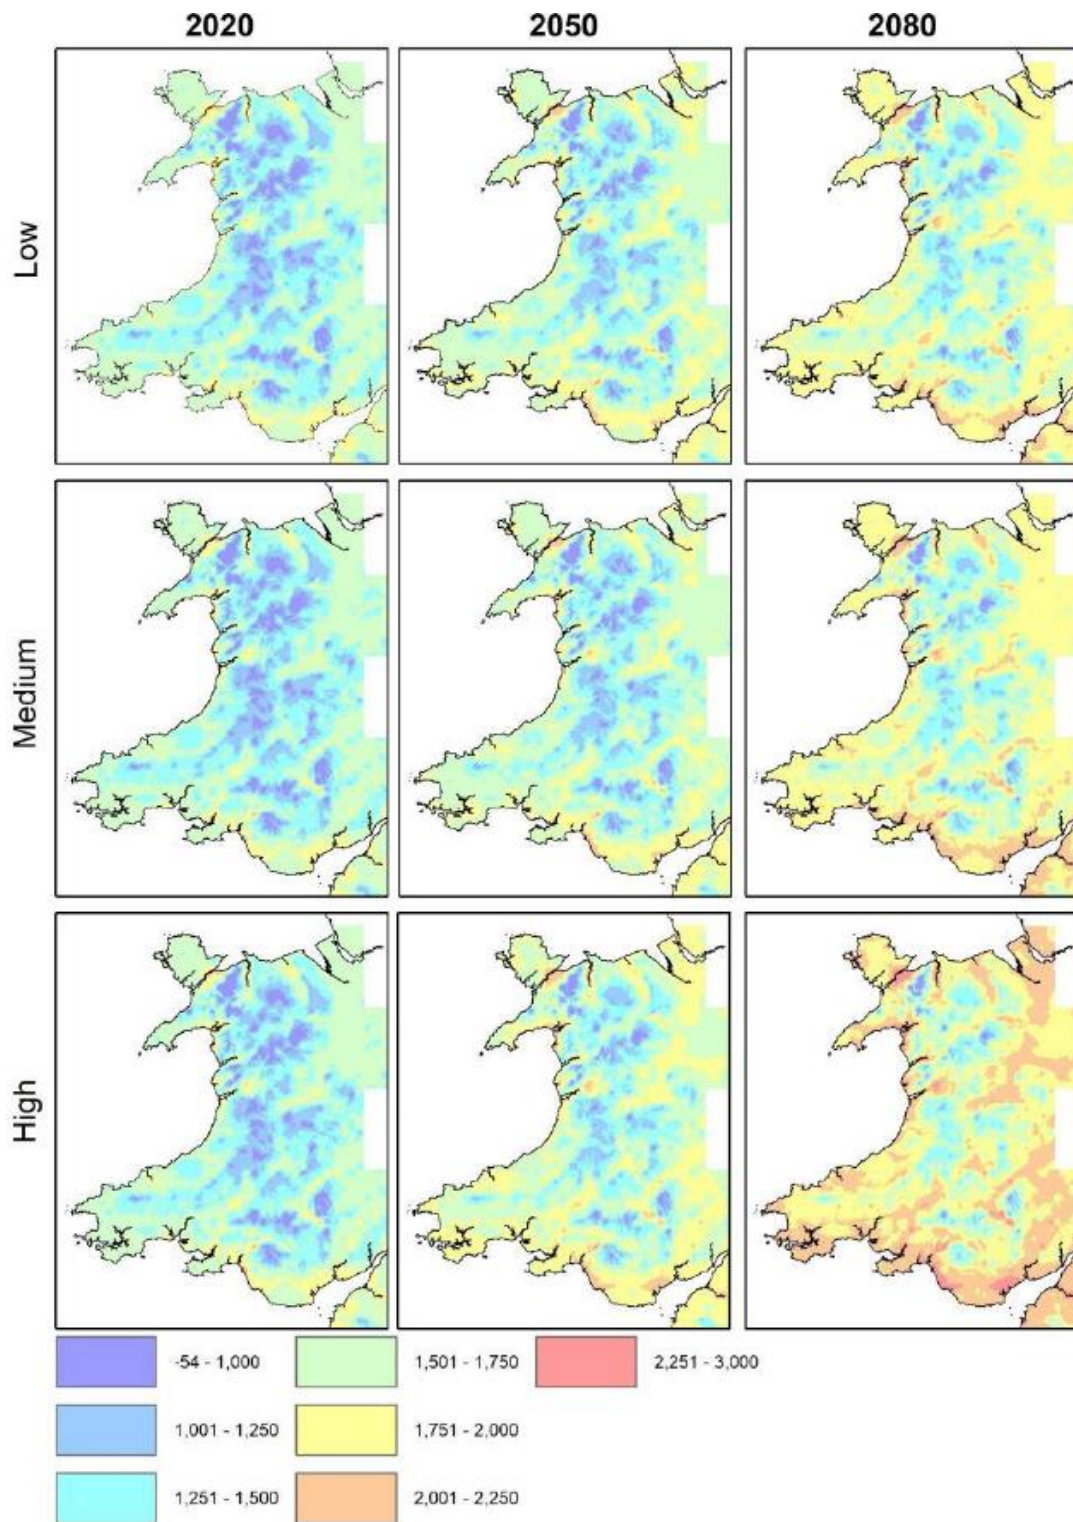 2020 2050 2080
Low
Medium
High
-54 - 1,000 1,501 - 1,750 2,251 - 3,000
1,001 - 1,250 1,751 - 2,000
1,251 - 1,500 2,001 - 2,250